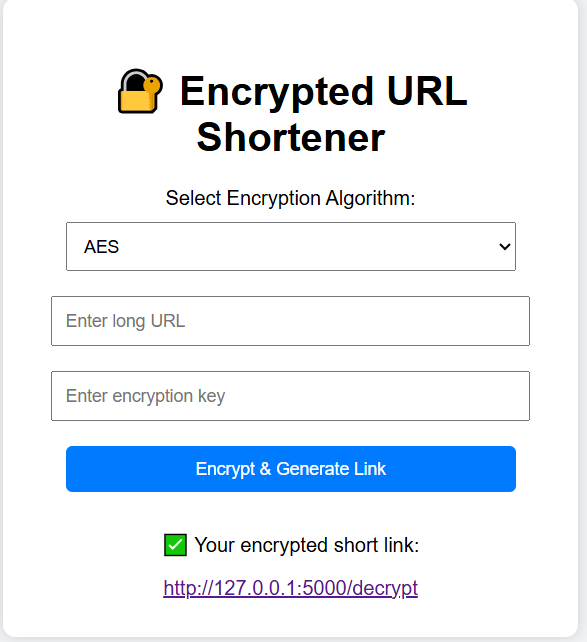 🔐 Encrypted URL
Shortener
Select Encryption Algorithm:
AES
Enter long URL
Enter encryption key
Encrypt & Generate Link
✅ Your encrypted short link:
http://127.0.0.1:5000/decrypt